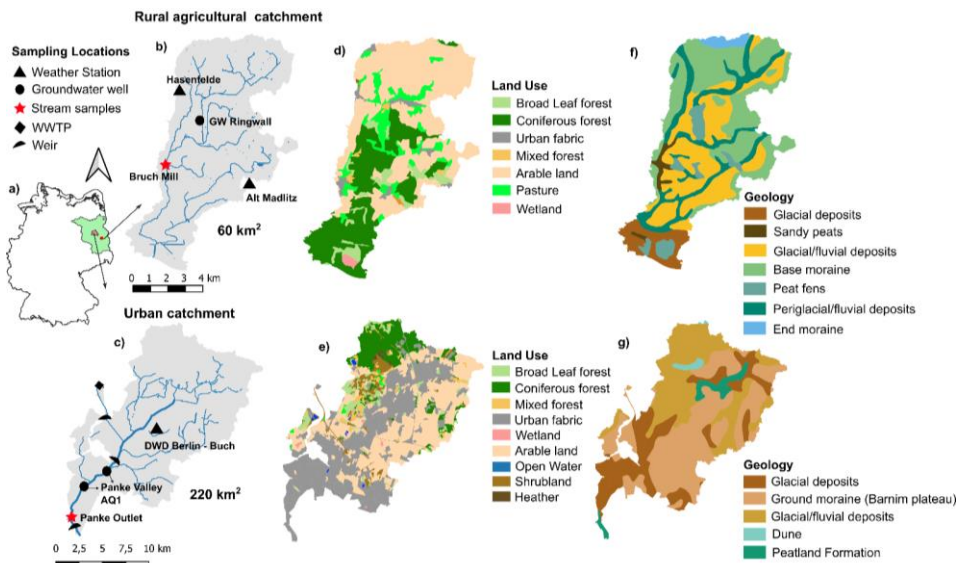 Rural agricultural catchment
Sampling Locations
Weather Station
Groundwater well
Stream samples
WWTP
Weir
a)
b)
Hasenfelde
GW Ringwall
Bruch Mill
Alt Madlitz
60 km²
0 1 2 3 4 km
d)
Land Use
Broad Leaf forest
Coniferous forest
Urban fabric
Mixed forest
Arable land
Pasture
Wetland
f)
Geology
Glacial deposits
Sandy peats
Glacial/fluvial deposits
Base moraine
Peat fens
Periglacial/fluvial deposits
End moraine
Urban catchment
c)
DWD Berlin - Buch
Panke Valley
AQ1
220 km²
Panke Outlet
0 2,5 5 7,5 10 km
e)
Land Use
Broad Leaf forest
Coniferous forest
Mixed forest
Urban fabric
Wetland
Arable land
Open Water
Shrubland
Heather
g)
Geology
Glacial deposits
Ground moraine (Barnim plateau)
Glacial/fluvial deposits
Dune
Peatland Formation